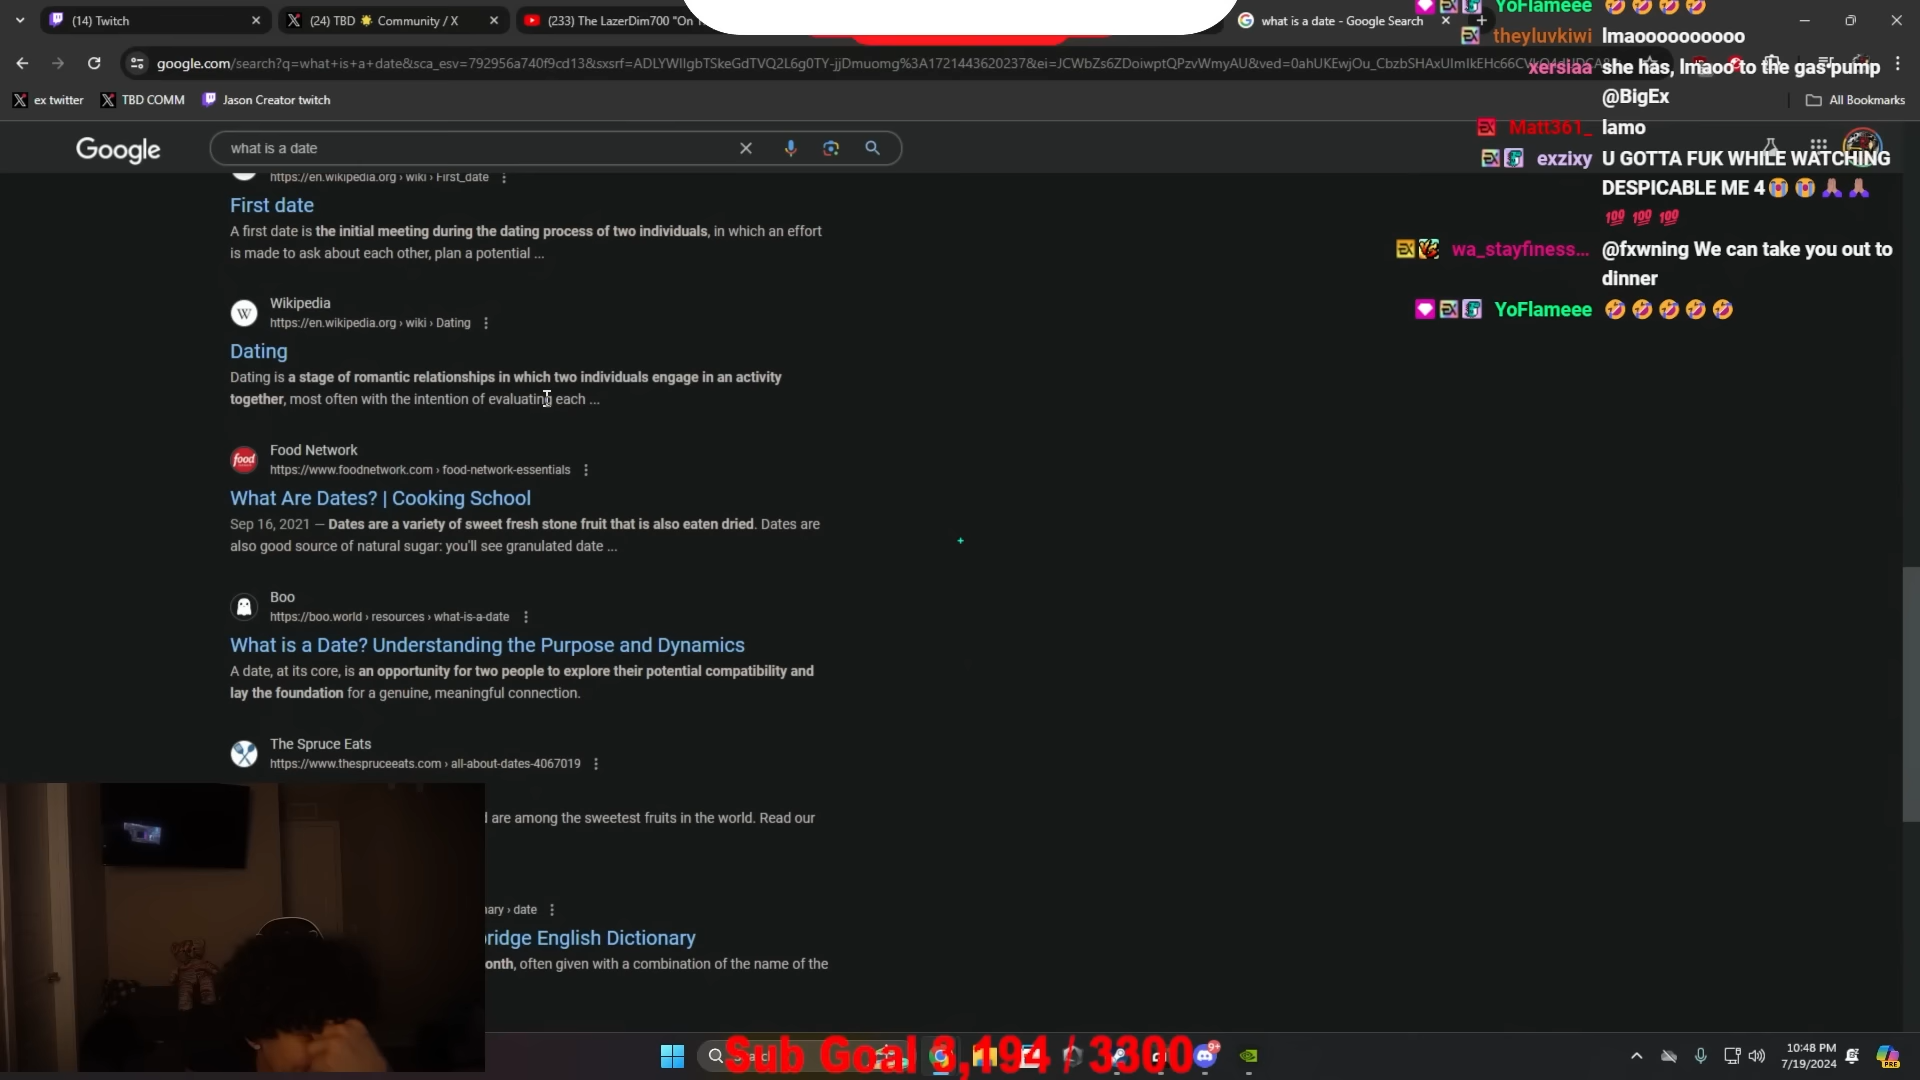 (14) Twitch
(24) TBD 🌟 Community / X
(233) The LazerDim700 "On
what is a date - Google Search
google.com/search?q=what+is+a+date&sca_esv=792956a740f9cd13&sxsrf=
ex twitter
TBD COMM
Jason Creator twitch
All Bookmarks
Google
what is a date
https://en.wikipedia.org › wiki › First_date
First date
A first date is the initial meeting during the dating process of two individuals, in which an effort
is made to ask about each other, plan a potential ...
Wikipedia
https://en.wikipedia.org › wiki › Dating
Dating
Dating is a stage of romantic relationships in which two individuals engage in an activity
together, most often with the intention of evaluating each ...
food
Food Network
https://www.foodnetwork.com › food-network-essentials
What Are Dates? | Cooking School
Sep 16, 2021 — Dates are a variety of sweet fresh stone fruit that is also eaten dried. Dates are
also good source of natural sugar: you'll see granulated date ...
Boo
https://boo.world › resources › what-is-a-date
What is a Date? Understanding the Purpose and Dynamics
A date, at its core, is an opportunity for two people to explore their potential compatibility and
lay the foundation for a genuine, meaningful connection.
The Spruce Eats
https://www.thespruceeats.com › all-about-dates-4067019
are among the sweetest fruits in the world. Read our
nary › date
bridge English Dictionary
onth, often given with a combination of the name of the
YoFlameee 🤣 🤣 🤣 🤣
theyluvkiwi lmaoooooooooo
xerslaa she has, lmaoo to the gas pump
@BigEx
Matt361_ lamo
exzixy U GOTTA FUK WHILE WATCHING
DESPICABLE ME 4 😭 😭 🙏🏽 🙏🏽
💯 💯 💯
wa_stayfiness... @fxwning We can take you out to
dinner
YoFlameee 🤣 🤣 🤣 🤣 🤣
Sub Goal 3,194 / 3300
9+
10:48 PM
7/19/2024
PRE